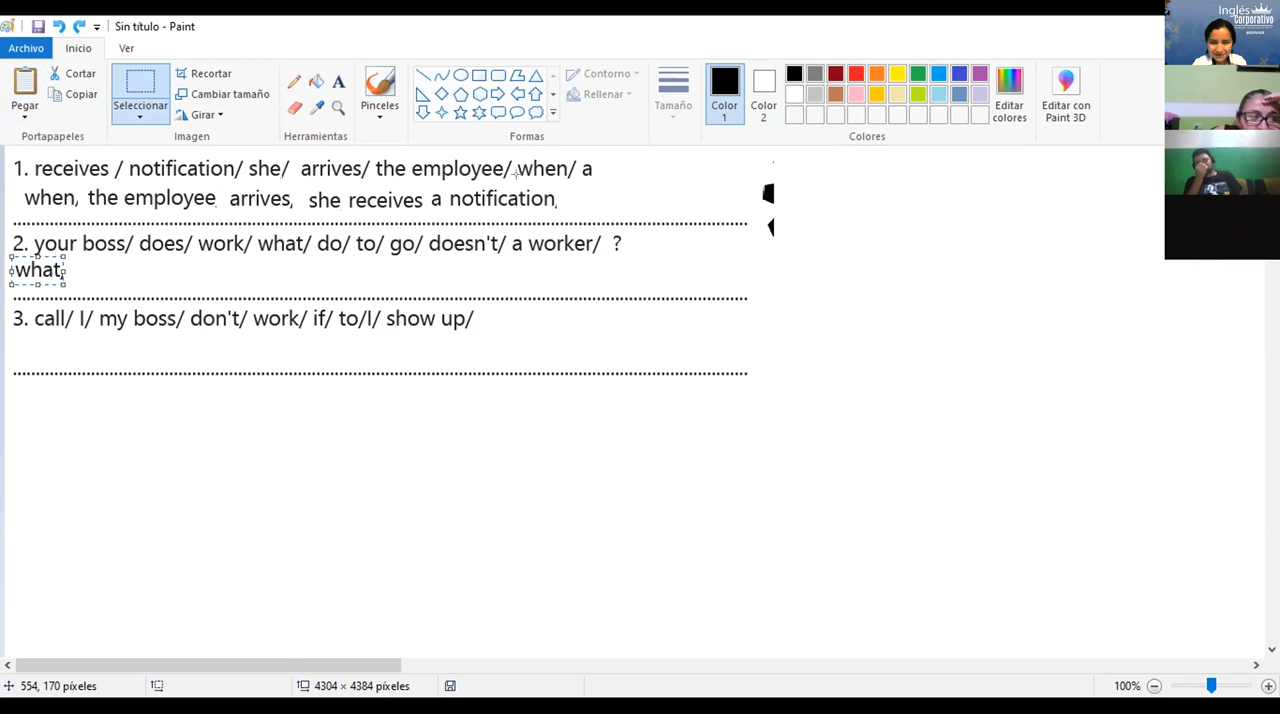 Sin título - Paint
Archivo Inicio Ver
Pegar
Cortar
Copiar
Portapapeles
Seleccionar
Recortar
Cambiar tamaño
Girar
Imagen
A
Herramientas
Pinceles
Contorno
Rellenar
Formas
Tamaño
Color 1
Color 2
Editar colores
Editar con Paint 3D
Colores
Inglés
Corporativo
BEGINNER
1. receives / notification/ she/ arrives/ the employee/ when/ a
when, the employee arrives, she receives a notification,
2. your boss/ does/ work/ what/ do/ to/ go/ doesn't/ a worker/ ?
what,
3. call/ I/ my boss/ don't/ work/ if/ to/I/ show up/
554, 170 píxeles
4304 × 4384 píxeles
100%